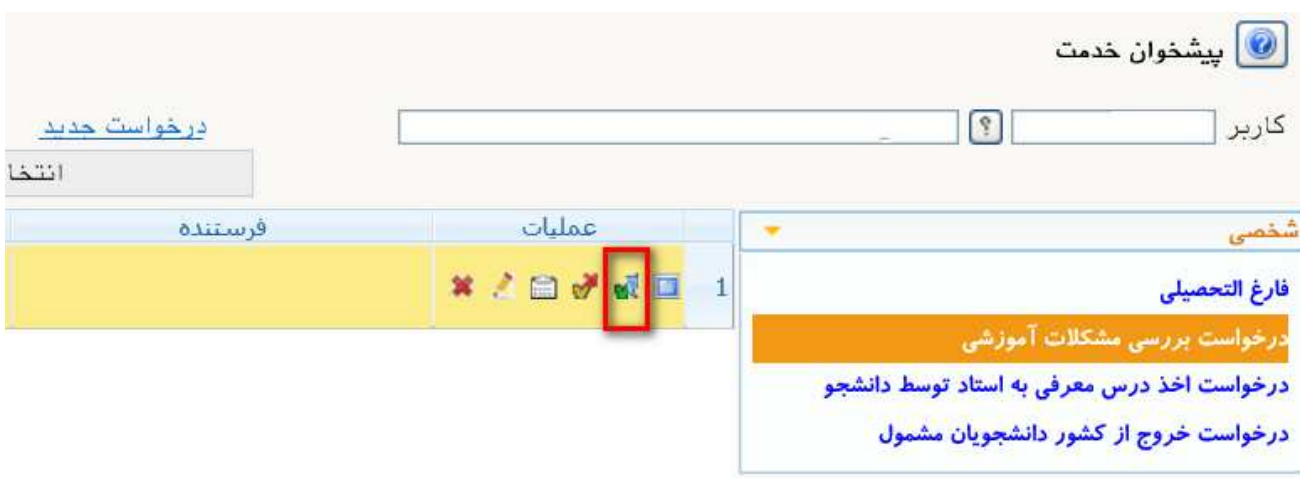 پیشخوان خدمت
کاربر ؟
درخواست جدید
انتخا
عملیات فرستنده
1
شخصی
فارغ التحصیلی
درخواست بررسی مشکلات آموزشی
درخواست اخذ درس معرفی به استاد توسط دانشجو
درخواست خروج از کشور دانشجویان مشمول